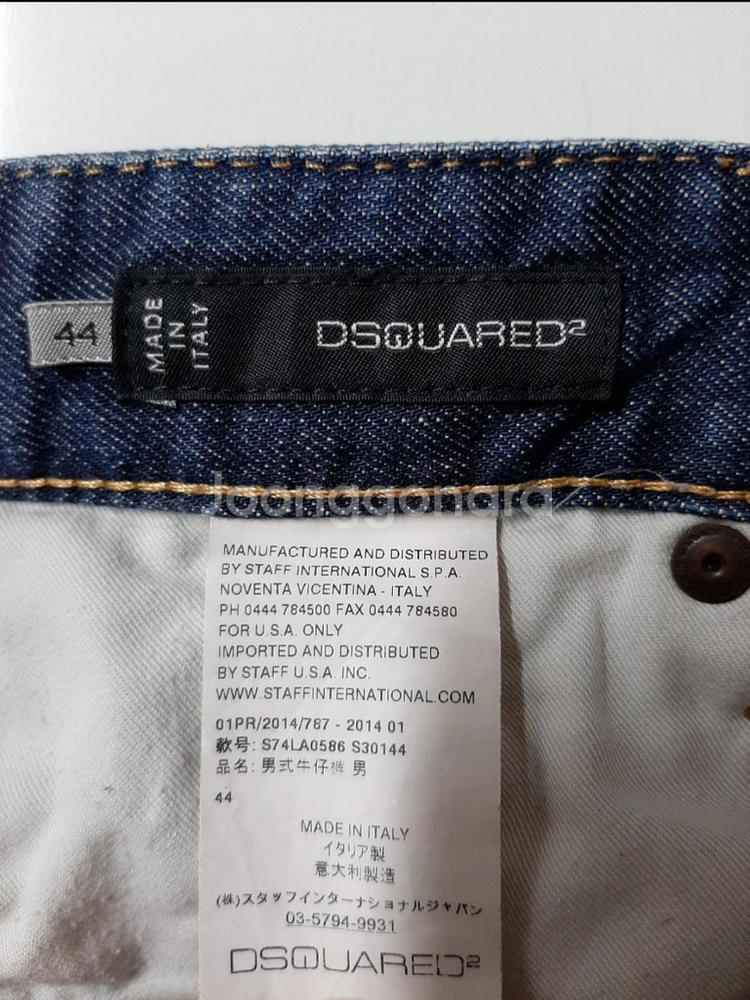 44
MADE
IN
ITALY
DSQUARED2
Joonggonara
MANUFACTURED AND DISTRIBUTED
BY STAFF INTERNATIONAL S.P.A.
NOVENTA VICENTINA - ITALY
PH 0444 784500 FAX 0444 784580
FOR U.S.A. ONLY
IMPORTED AND DISTRIBUTED
BY STAFF U.S.A. INC.
WWW.STAFFINTERNATIONAL.COM
01PR/2014/787 - 2014 01
款号: S74LA0586 S30144
品名: 男式牛仔裤 男
44
MADE IN ITALY
イタリア製
意大利製造
(株)スタッフインターナショナルジャパン
03-5794-9931
DSQUARED2